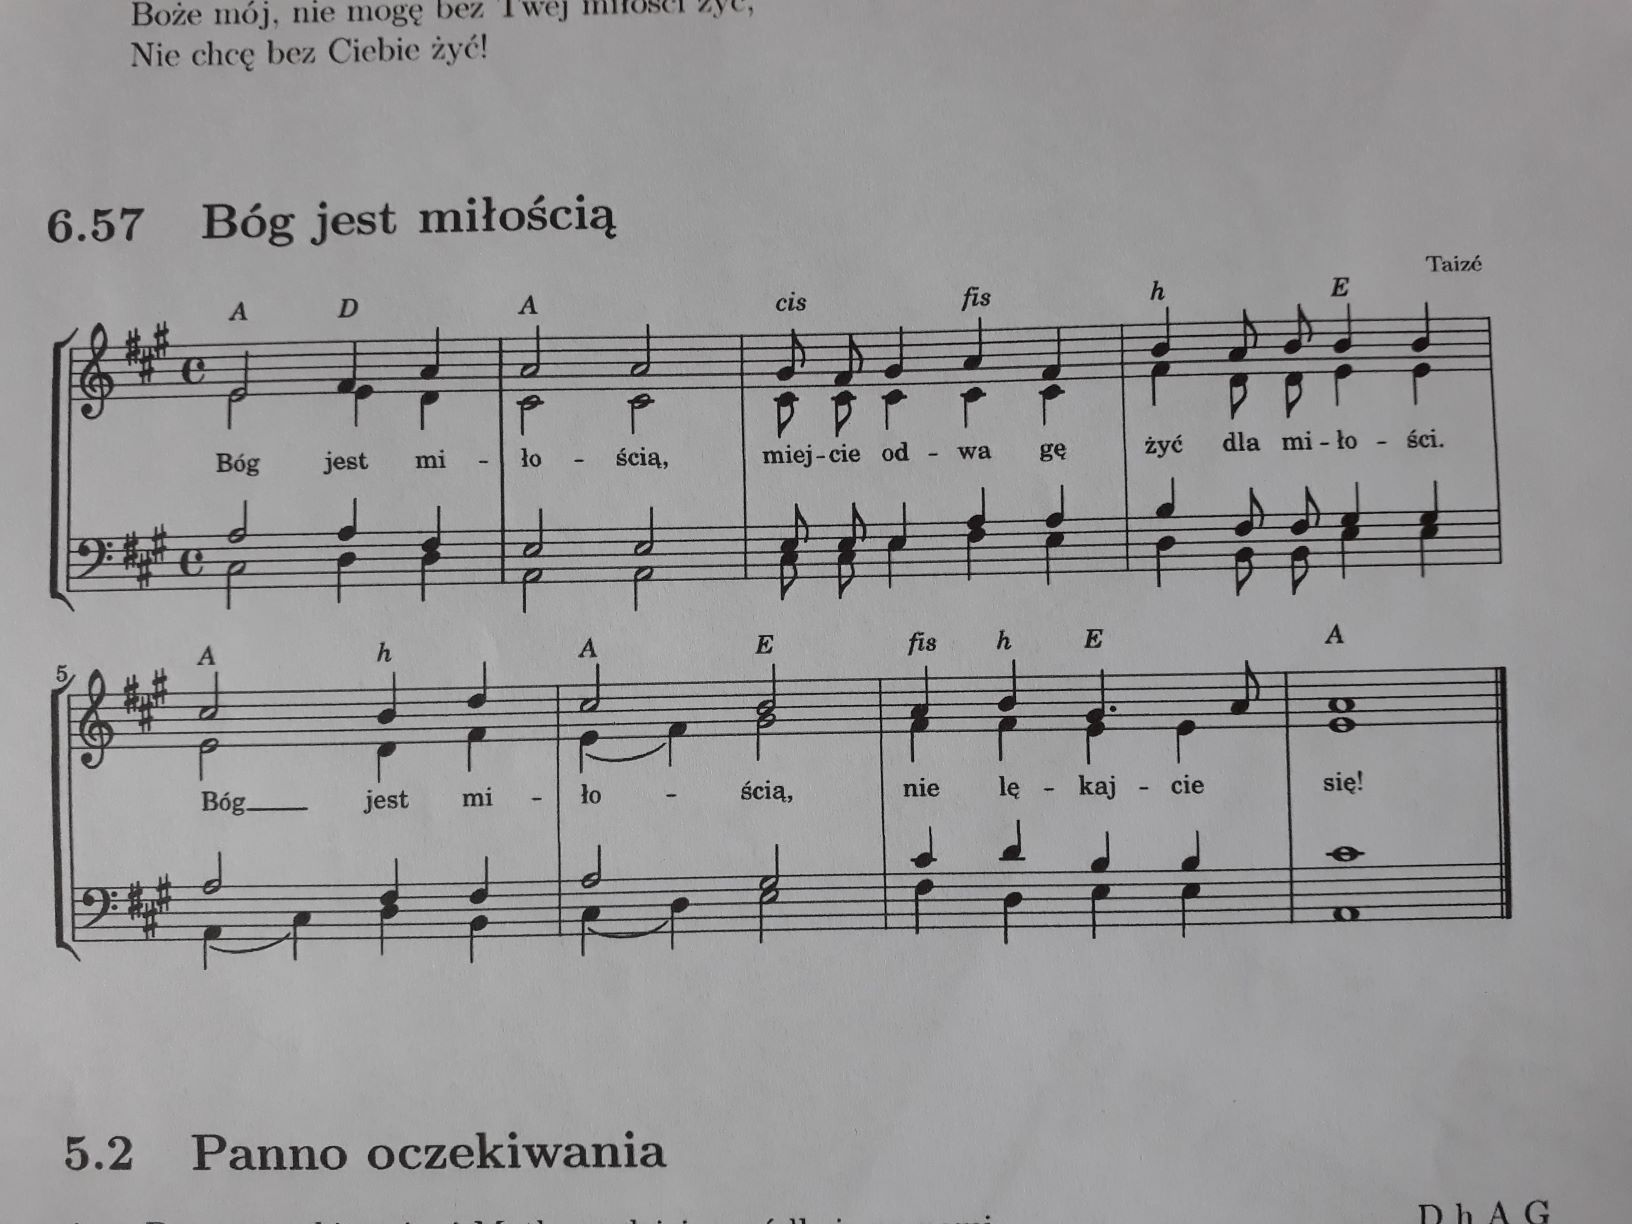 Boże mój, nie mogę bez Twej miłości żyć,
Nie chcę bez Ciebie żyć!
6.57 Bóg jest miłością
Taizé
A D A cis fis h E
Bóg jest mi - ło - ścią, miej-cie od - wa gę żyć dla mi - ło - ści.
5 A h A E fis h E A
Bóg jest mi - ło - ścią, nie lę - kaj - cie się!
5.2 Panno oczekiwania
D h A G